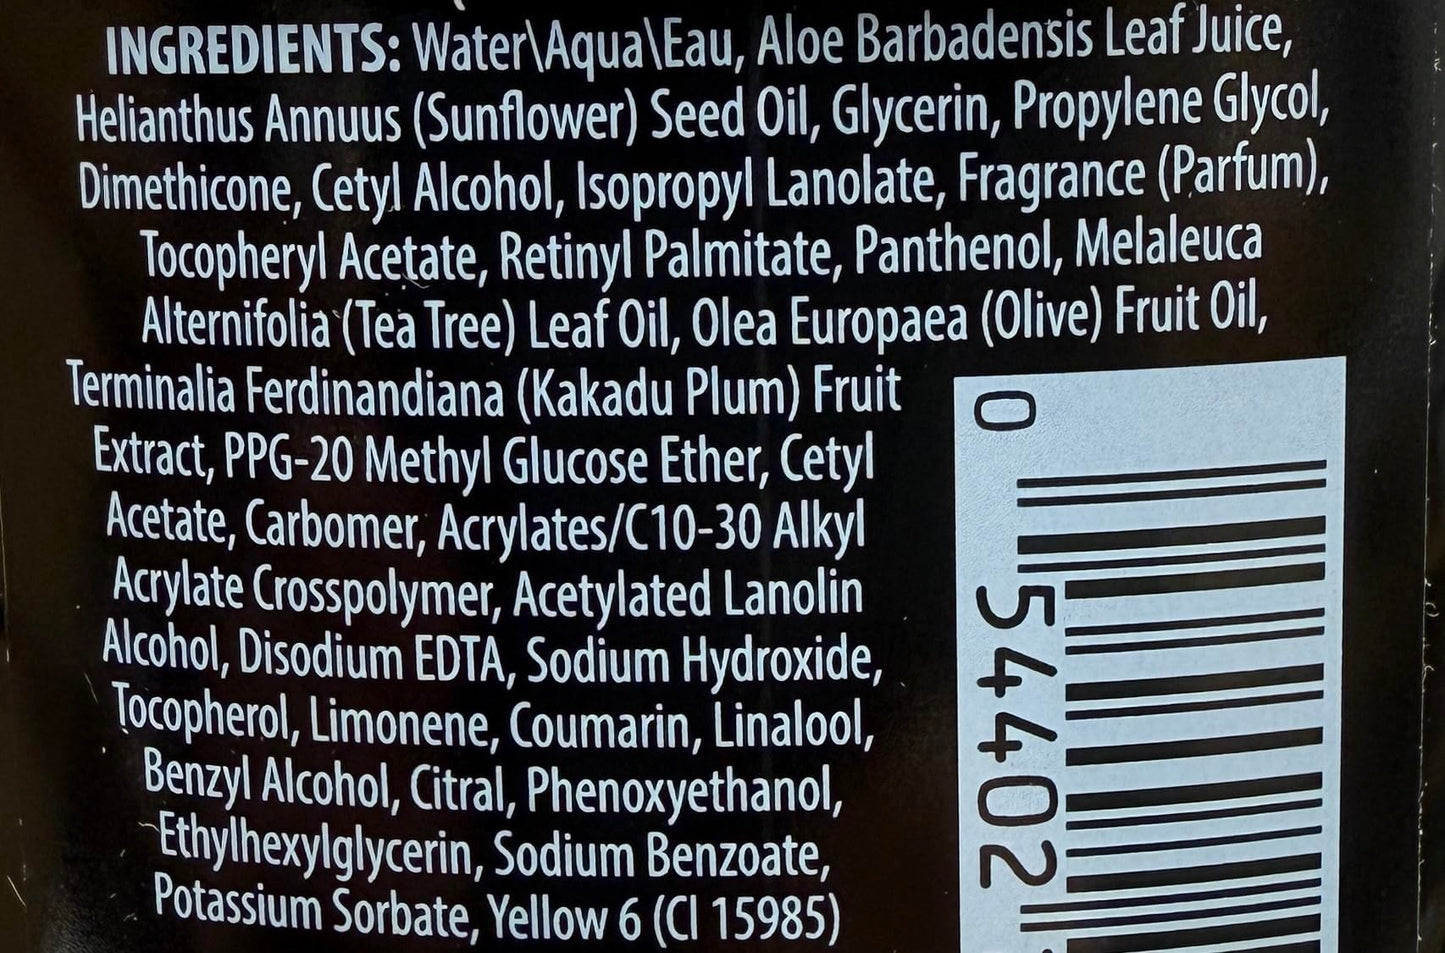 INGREDIENTS: Water\Aqua\Eau, Aloe Barbadensis Leaf Juice,
Helianthus Annuus (Sunflower) Seed Oil, Glycerin, Propylene Glycol,
Dimethicone, Cetyl Alcohol, Isopropyl Lanolate, Fragrance (Parfum),
Tocopheryl Acetate, Retinyl Palmitate, Panthenol, Melaleuca
Alternifolia (Tea Tree) Leaf Oil, Olea Europaea (Olive) Fruit Oil,
Terminalia Ferdinandiana (Kakadu Plum) Fruit
Extract, PPG-20 Methyl Glucose Ether, Cetyl
Acetate, Carbomer, Acrylates/C10-30 Alkyl
Acrylate Crosspolymer, Acetylated Lanolin
Alcohol, Disodium EDTA, Sodium Hydroxide,
Tocopherol, Limonene, Coumarin, Linalool,
Benzyl Alcohol, Citral, Phenoxyethanol,
Ethylhexylglycerin, Sodium Benzoate,
Potassium Sorbate, Yellow 6 (CI 15985)
0 54402